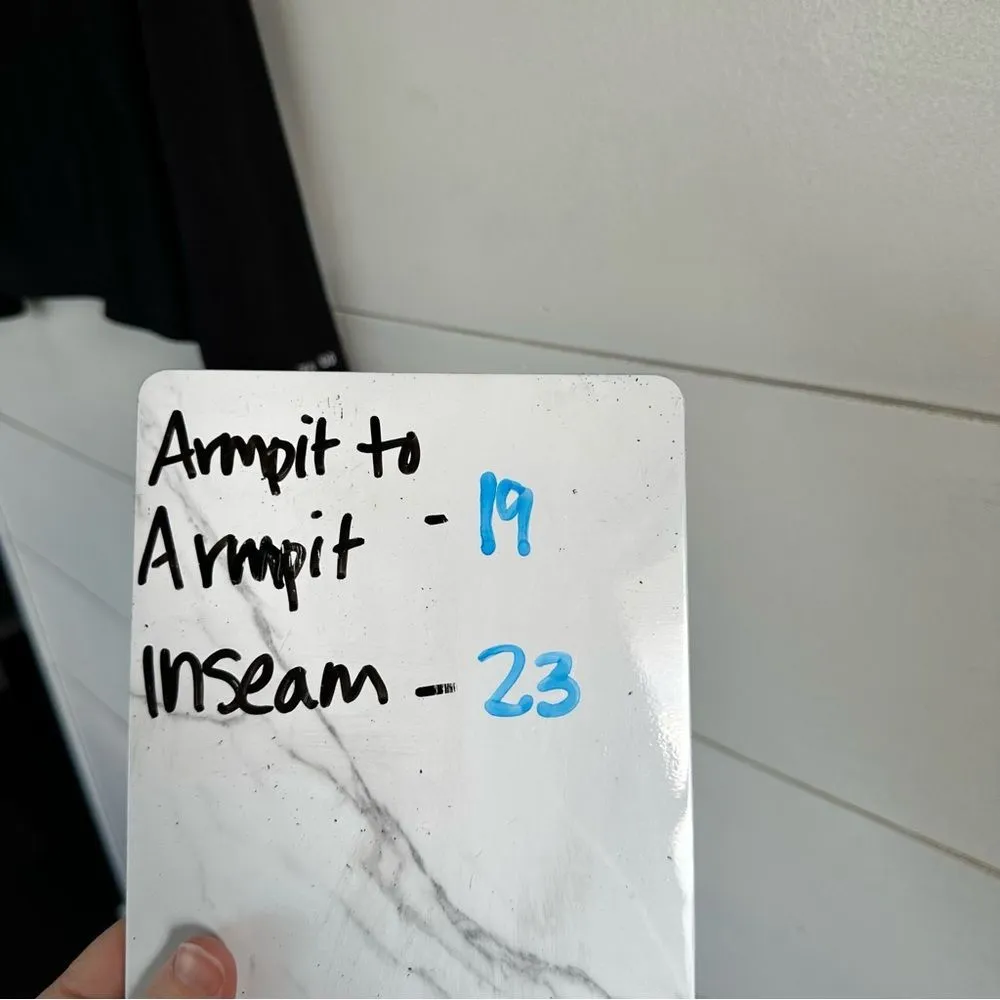 Armpit to
Armpit - 19
Inseam - 23